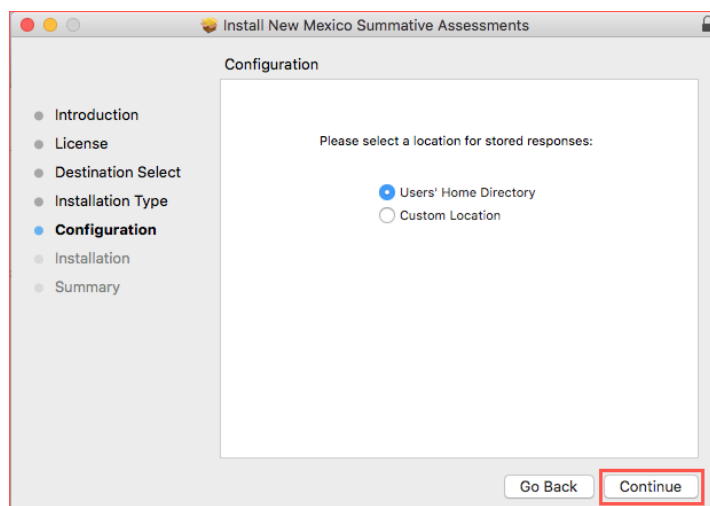 Install New Mexico Summative Assessments
Configuration
Introduction
License
Destination Select
Installation Type
Configuration
Installation
Summary
Please select a location for stored responses:
Users' Home Directory
Custom Location
Go Back
Continue